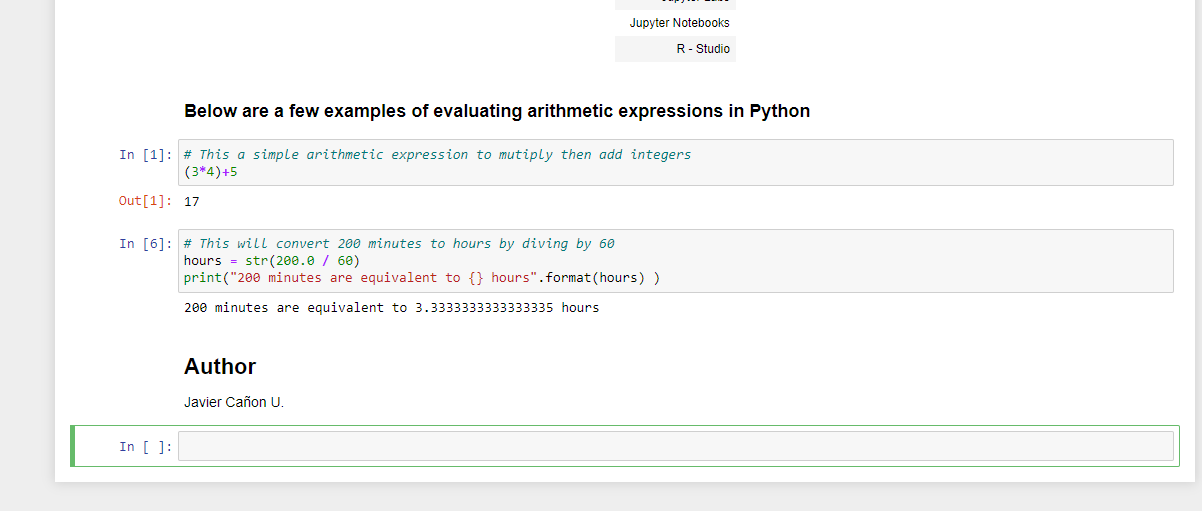 Jupyter Notebooks
R - Studio
Below are a few examples of evaluating arithmetic expressions in Python
In [1]: # This a simple arithmetic expression to mutiply then add integers
(3*4)+5
Out[1]: 17
In [6]: # This will convert 200 minutes to hours by diving by 60
hours = str(200.0 / 60)
print("200 minutes are equivalent to {} hours".format(hours) )
200 minutes are equivalent to 3.3333333333333335 hours
Author
Javier Cañon U.
In [ ]: